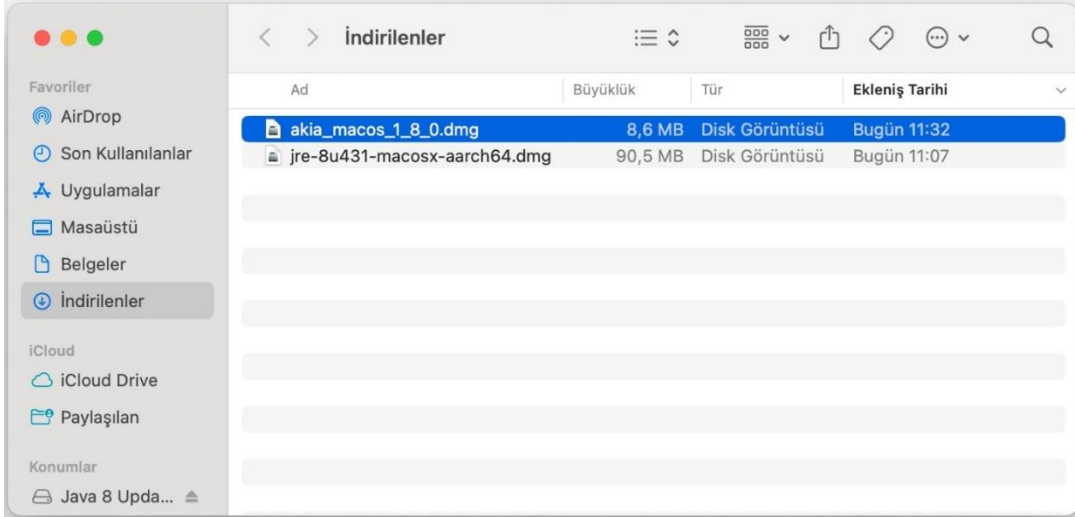 İndirilenler
Favoriler
AirDrop
Son Kullanılanlar
Uygulamalar
Masaüstü
Belgeler
İndirilenler
iCloud
iCloud Drive
Paylaşılan
Konumlar
Java 8 Upda...
Ad Büyüklük Tür Ekleniş Tarihi
akia_macos_1_8_0.dmg 8,6 MB Disk Görüntüsü Bugün 11:32
jre-8u431-macosx-aarch64.dmg 90,5 MB Disk Görüntüsü Bugün 11:07